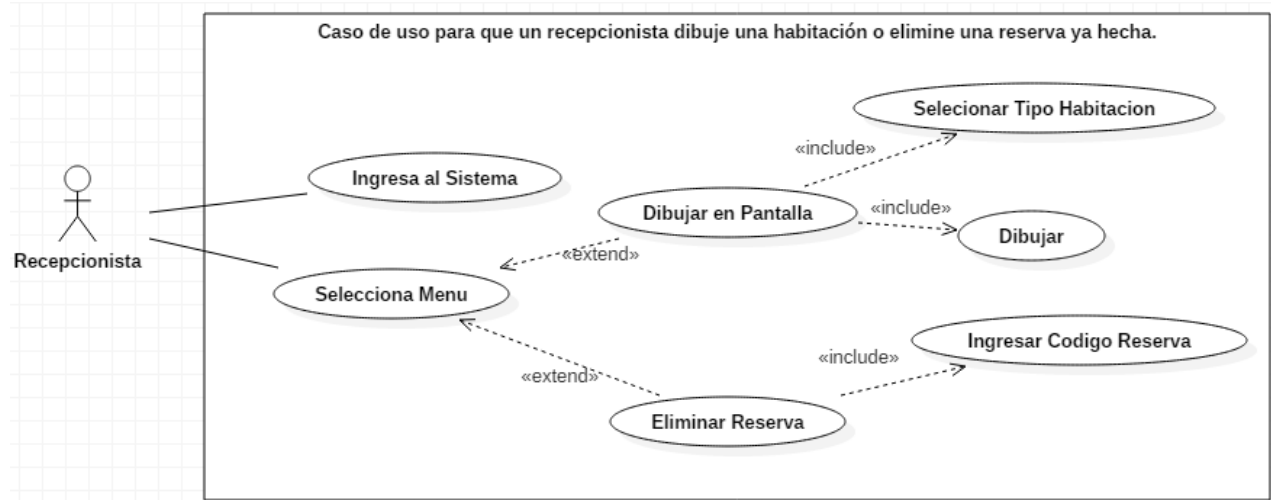 Caso de uso para que un recepcionista dibuje una habitación o elimine una reserva ya hecha.
Selecionar Tipo Habitacion
«include»
Ingresa al Sistema
Dibujar en Pantalla
«include»
Dibujar
Recepcionista
«extend»
Selecciona Menu
Ingresar Codigo Reserva
«include»
«extend»
Eliminar Reserva